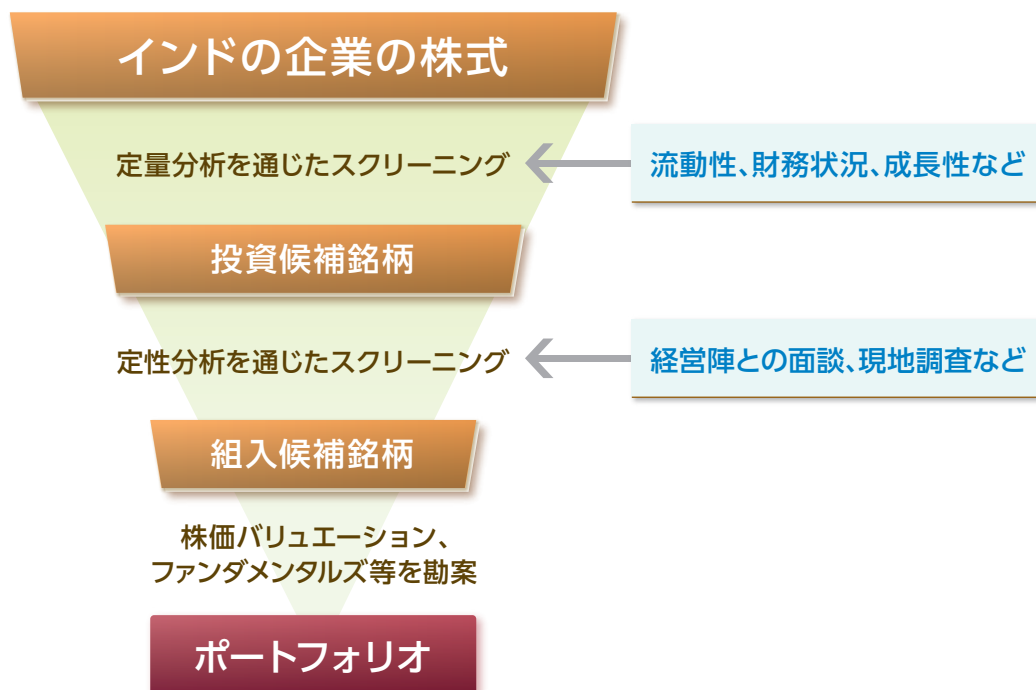 インドの企業の株式
定量分析を通じたスクリーニング
流動性、財務状況、成長性など
投資候補銘柄
定性分析を通じたスクリーニング
経営陣との面談、現地調査など
組入候補銘柄
株価バリュエーション、
ファンダメンタルズ等を勘案
ポートフォリオ